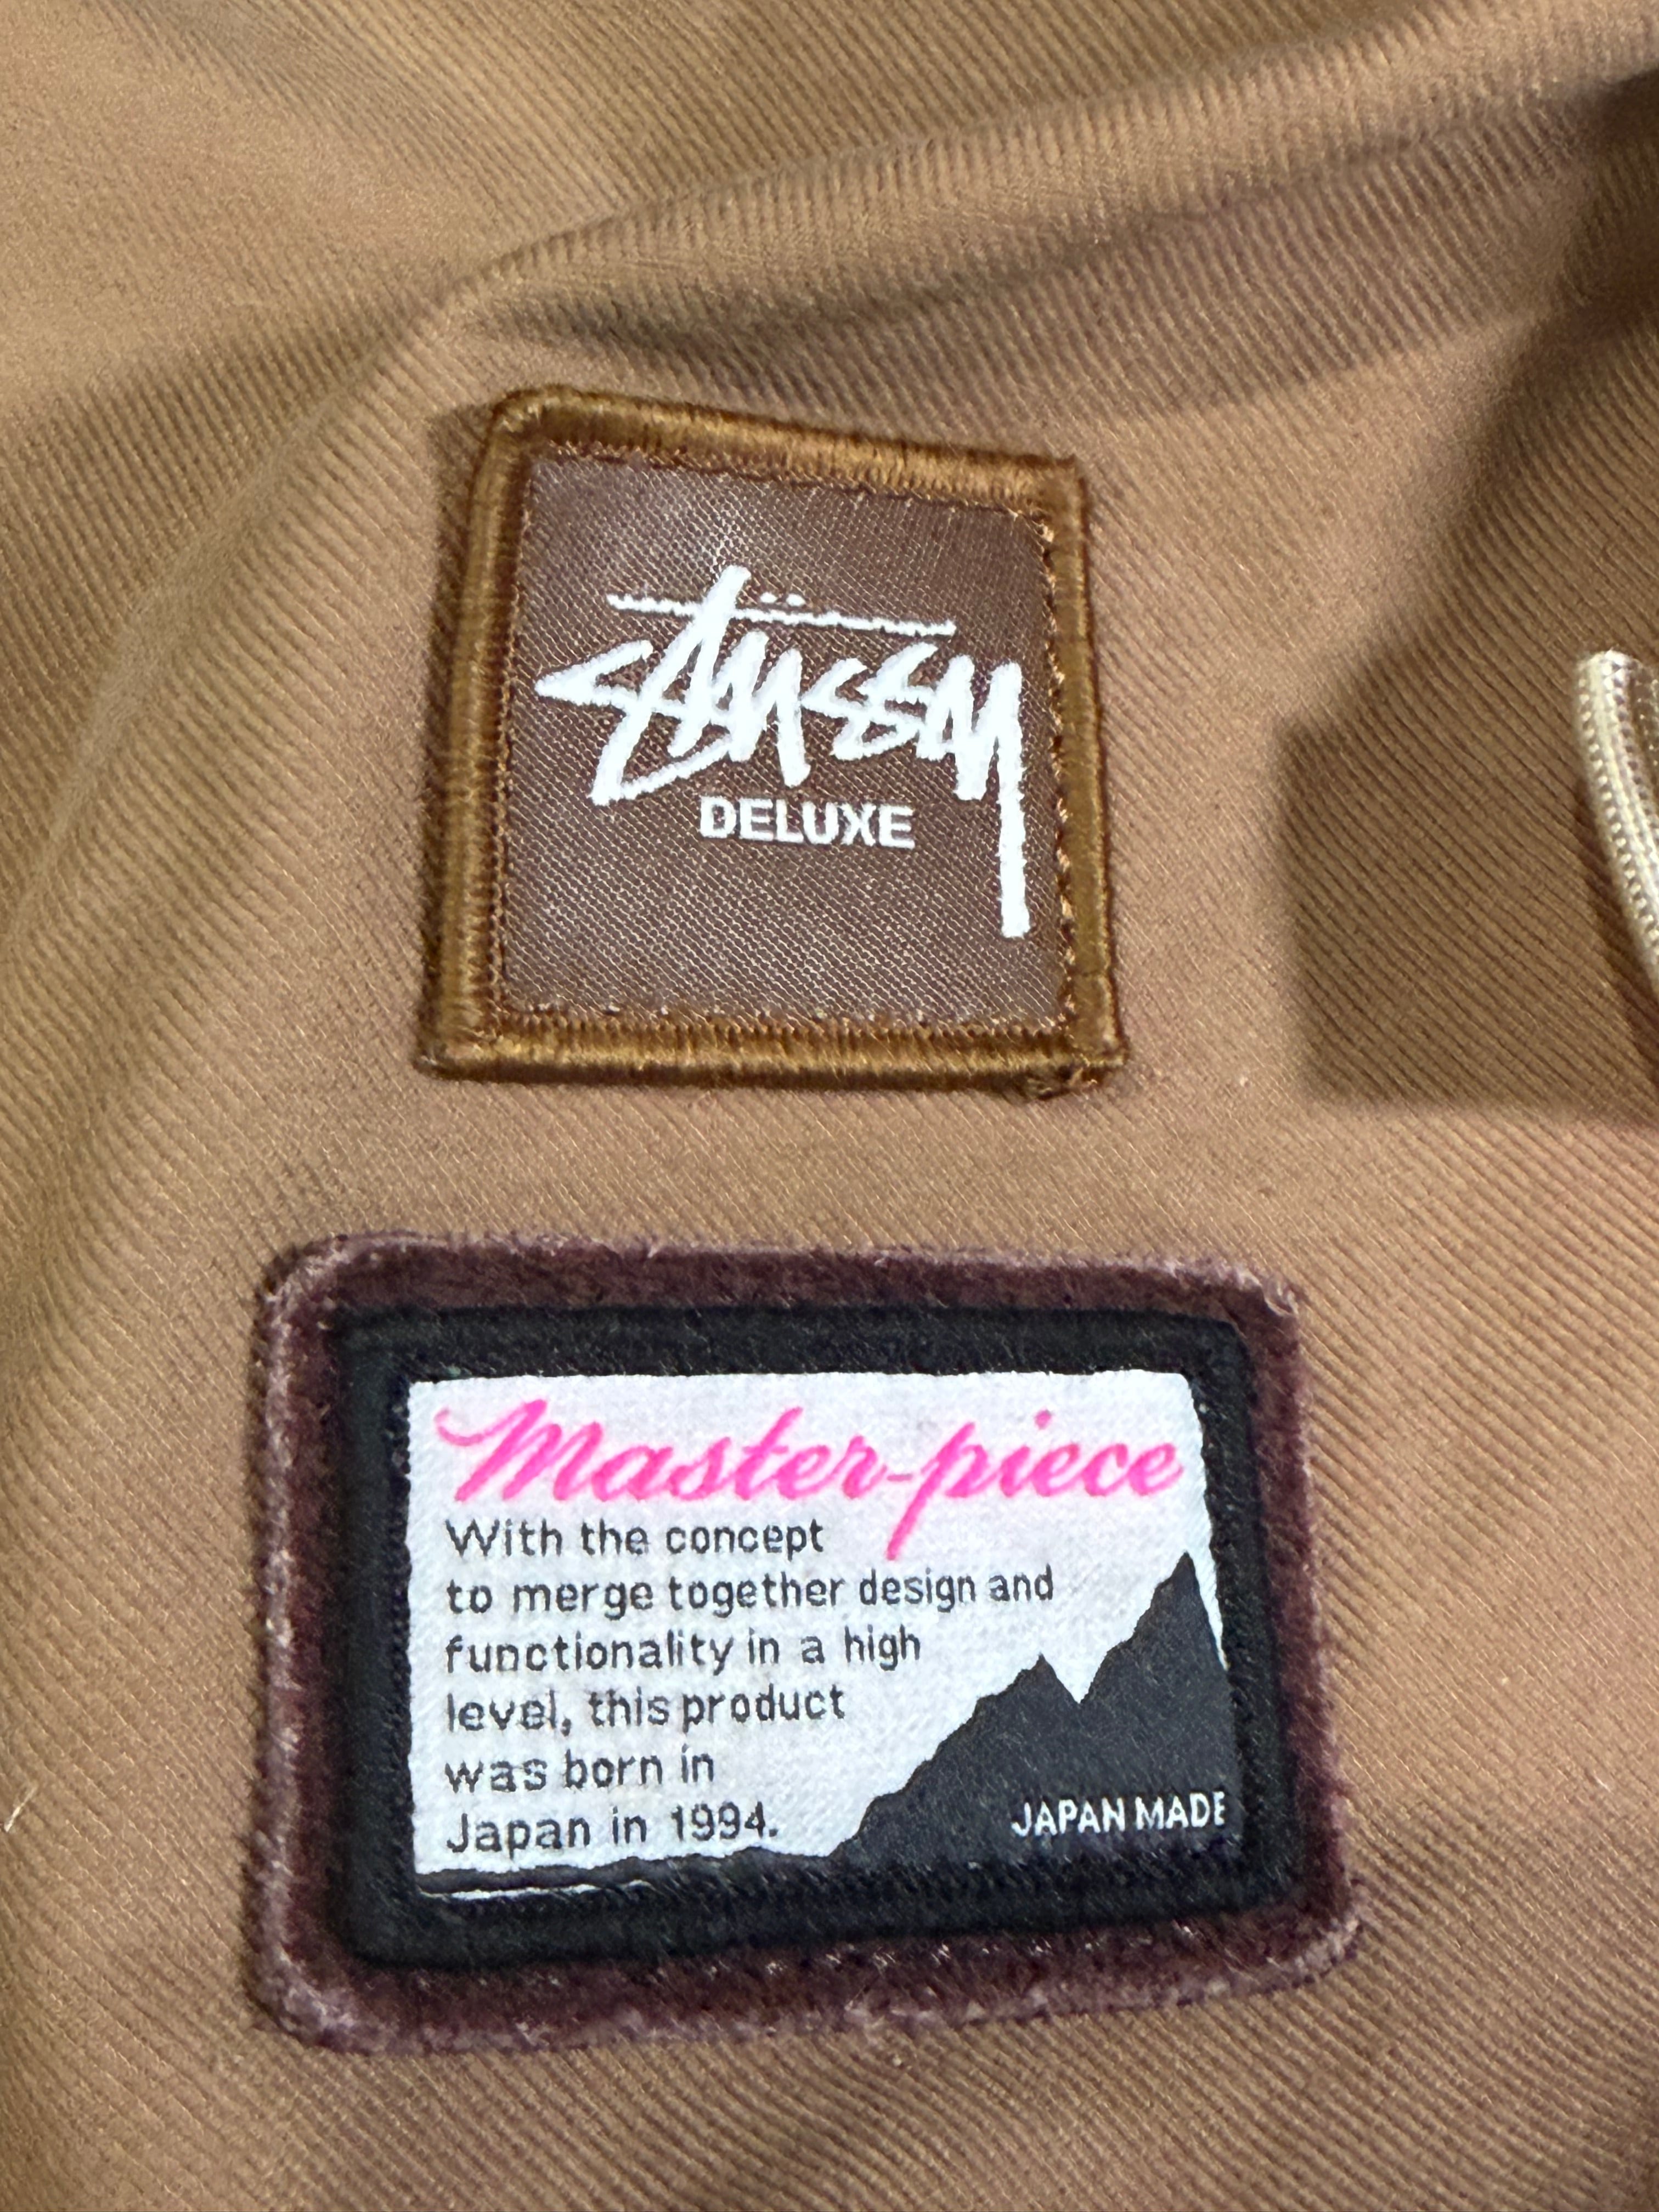 stüssy
DELUXE
Master-piece
With the concept
to merge together design and
functionality in a high
level, this product
was born in
Japan in 1994.
JAPAN MADE